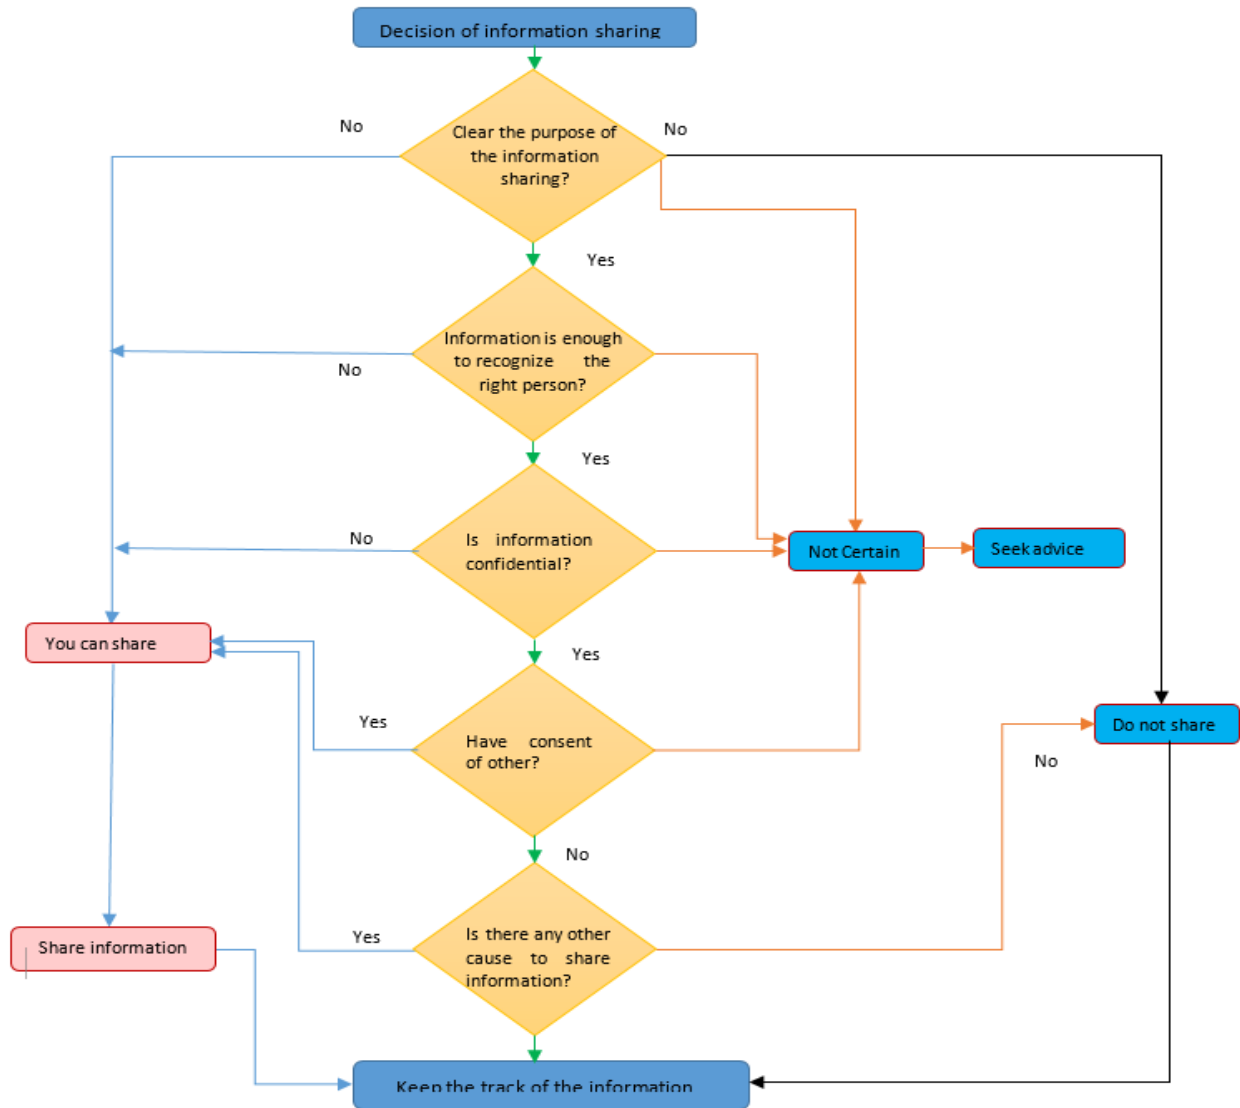 Decision of information sharing
No
No
Clear the purpose of
the information
sharing?
Yes
Information is enough
to recognize the
right person?
No
Yes
Is information
confidential?
No
Not Certain
Seek advice
You can share
Yes
Yes
Have consent
of other?
Do not share
No
No
Is there any other
cause to share
information?
Yes
Share information
Keep the track of the information